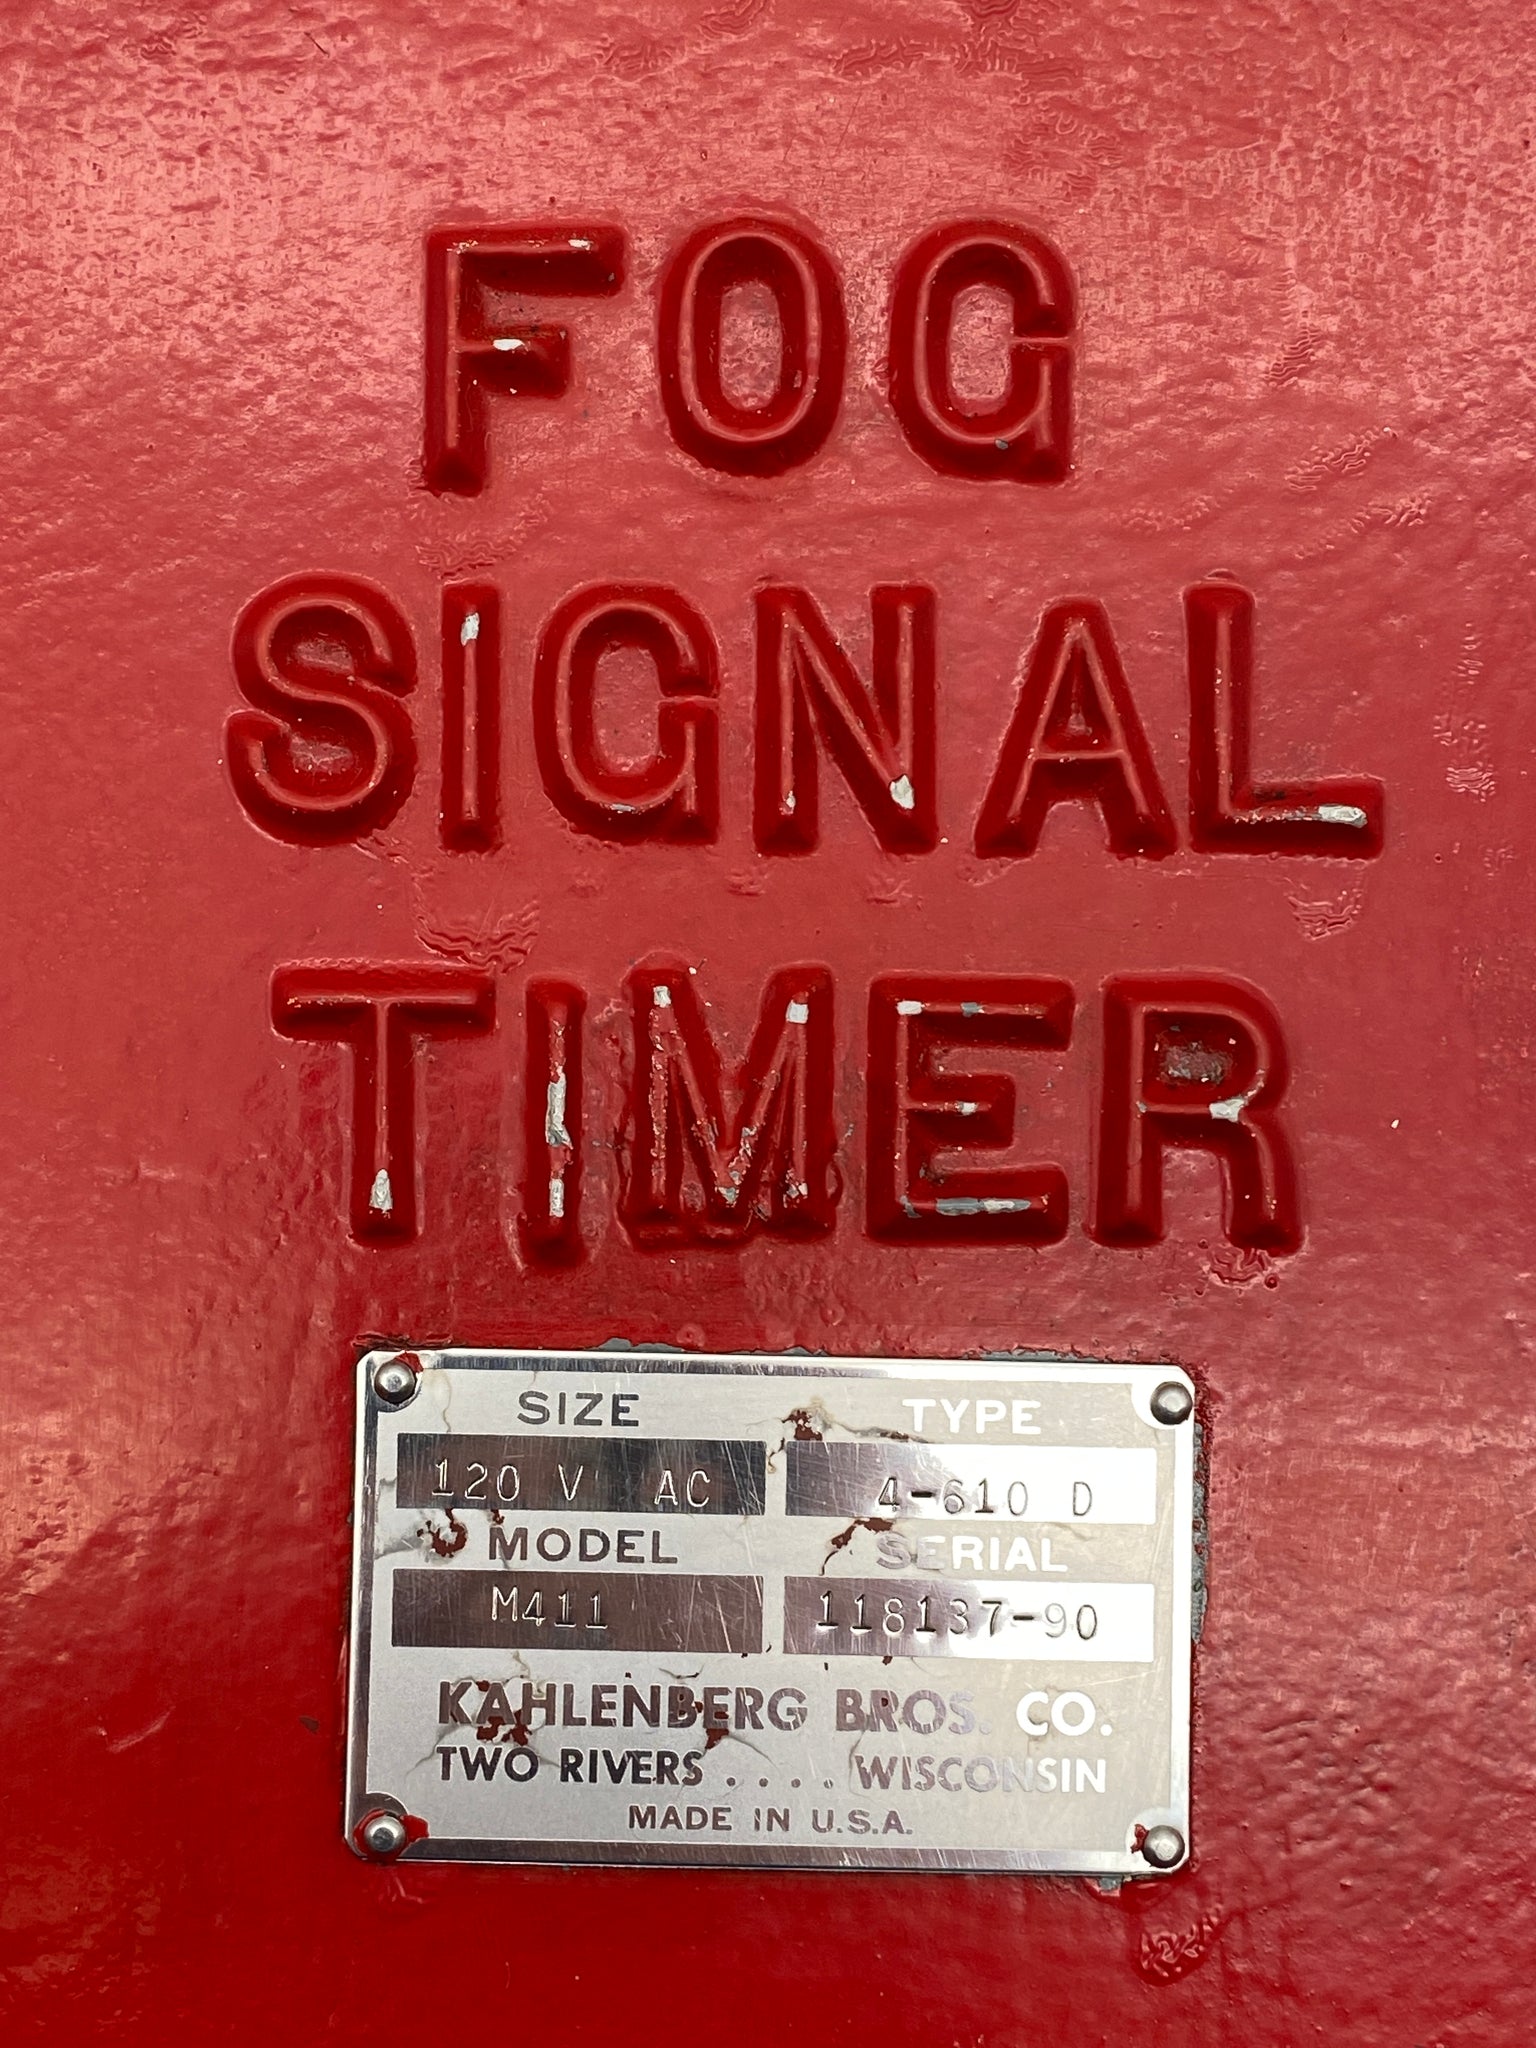 FOG
SIGNAL
TIMER
SIZE TYPE
120 V AC 4-610 D
MODEL SERIAL
M411 118137-90
KAHLENBERG BROS. CO.
TWO RIVERS .... WISCONSIN
MADE IN U.S.A.